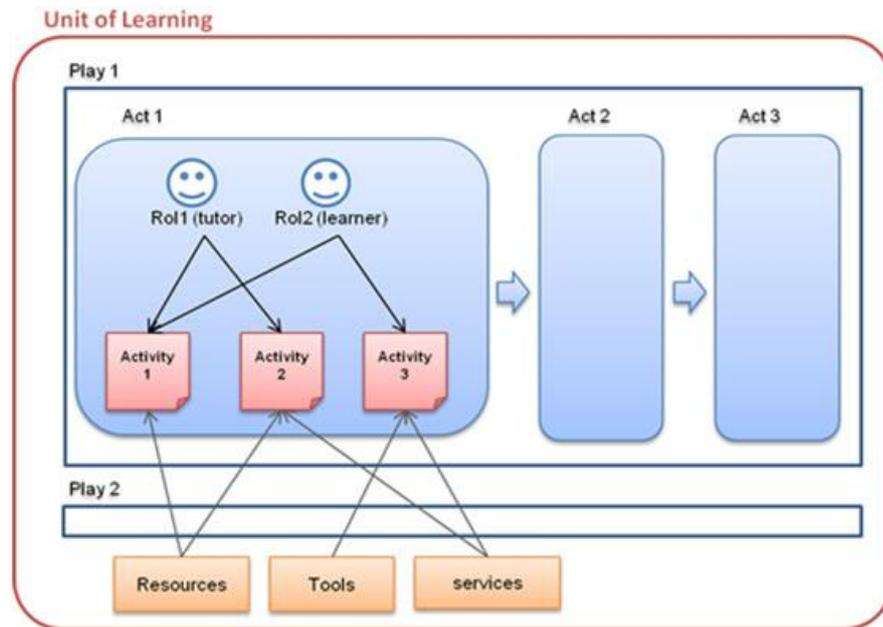 Unit of Learning
Play 1
Act 1
Act 2
Act 3
Rol1 (tutor)
Rol2 (learner)
Activity
1
Activity
2
Activity
3
Play 2
Resources
Tools
services